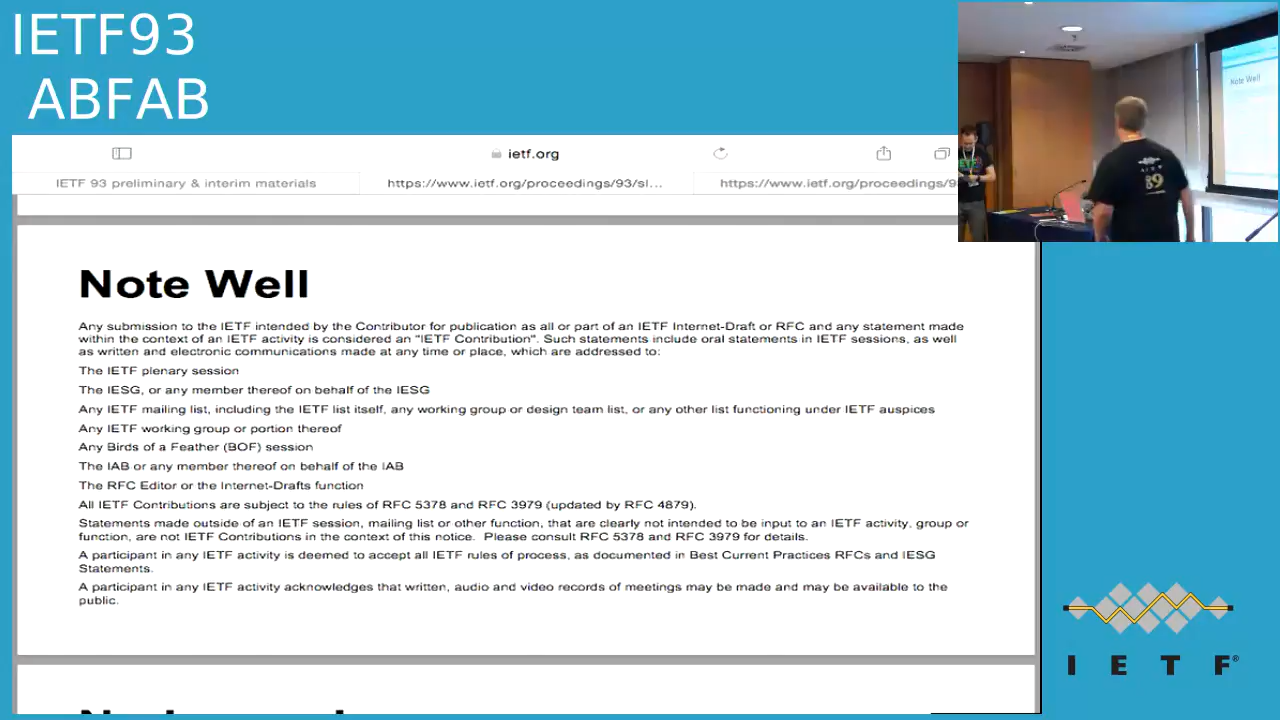 IETF93
ABFAB
ietf.org
IETF 93 preliminary & interim materials
https://www.ietf.org/proceedings/93/sl...
https://www.ietf.org/proceedings/9
Note Well
Note Well
Any submission to the IETF intended by the Contributor for publication as all or part of an IETF Internet-Draft or RFC and any statement made
within the context of an IETF activity is considered an "IETF Contribution". Such statements include oral statements in IETF sessions, as well
as written and electronic communications made at any time or place, which are addressed to:
The IETF plenary session
The IESG, or any member thereof on behalf of the IESG
Any IETF mailing list, including the IETF list itself, any working group or design team list, or any other list functioning under IETF auspices
Any IETF working group or portion thereof
Any Birds of a Feather (BOF) session
The IAB or any member thereof on behalf of the IAB
The RFC Editor or the Internet-Drafts function
All IETF Contributions are subject to the rules of RFC 5378 and RFC 3979 (updated by RFC 4879).
Statements made outside of an IETF session, mailing list or other function, that are clearly not intended to be input to an IETF activity, group or
function, are not IETF Contributions in the context of this notice.  Please consult RFC 5378 and RFC 3979 for details.
A participant in any IETF activity is deemed to accept all IETF rules of process, as documented in Best Current Practices RFCs and IESG
Statements.
A participant in any IETF activity acknowledges that written, audio and video records of meetings may be made and may be available to the
public.
89
I E T F®